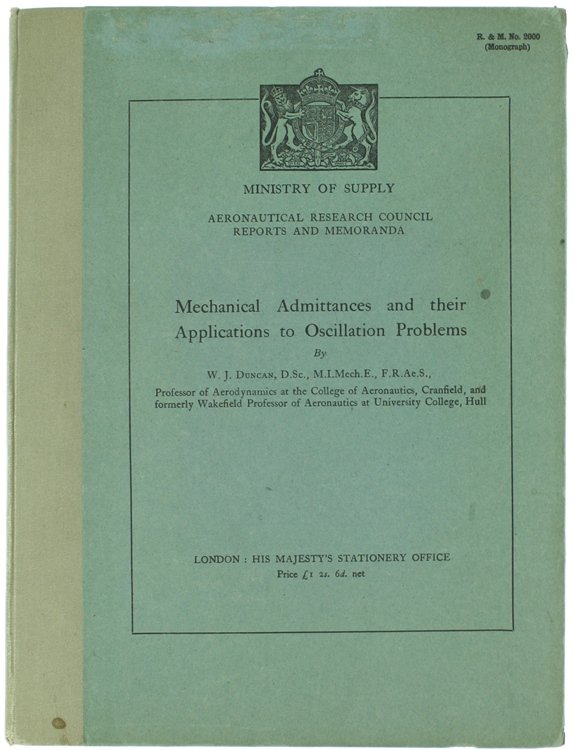 R. & M. No. 2000
(Monograph)
MINISTRY OF SUPPLY
AERONAUTICAL RESEARCH COUNCIL
REPORTS AND MEMORANDA
Mechanical Admittances and their
Applications to Oscillation Problems
By
W. J. DUNCAN, D.Sc., M.I.Mech.E., F.R.Ae.S.,
Professor of Aerodynamics at the College of Aeronautics, Cranfield, and
formerly Wakefield Professor of Aeronautics at University College, Hull
LONDON : HIS MAJESTY'S STATIONERY OFFICE
Price £1 2s. 6d. net